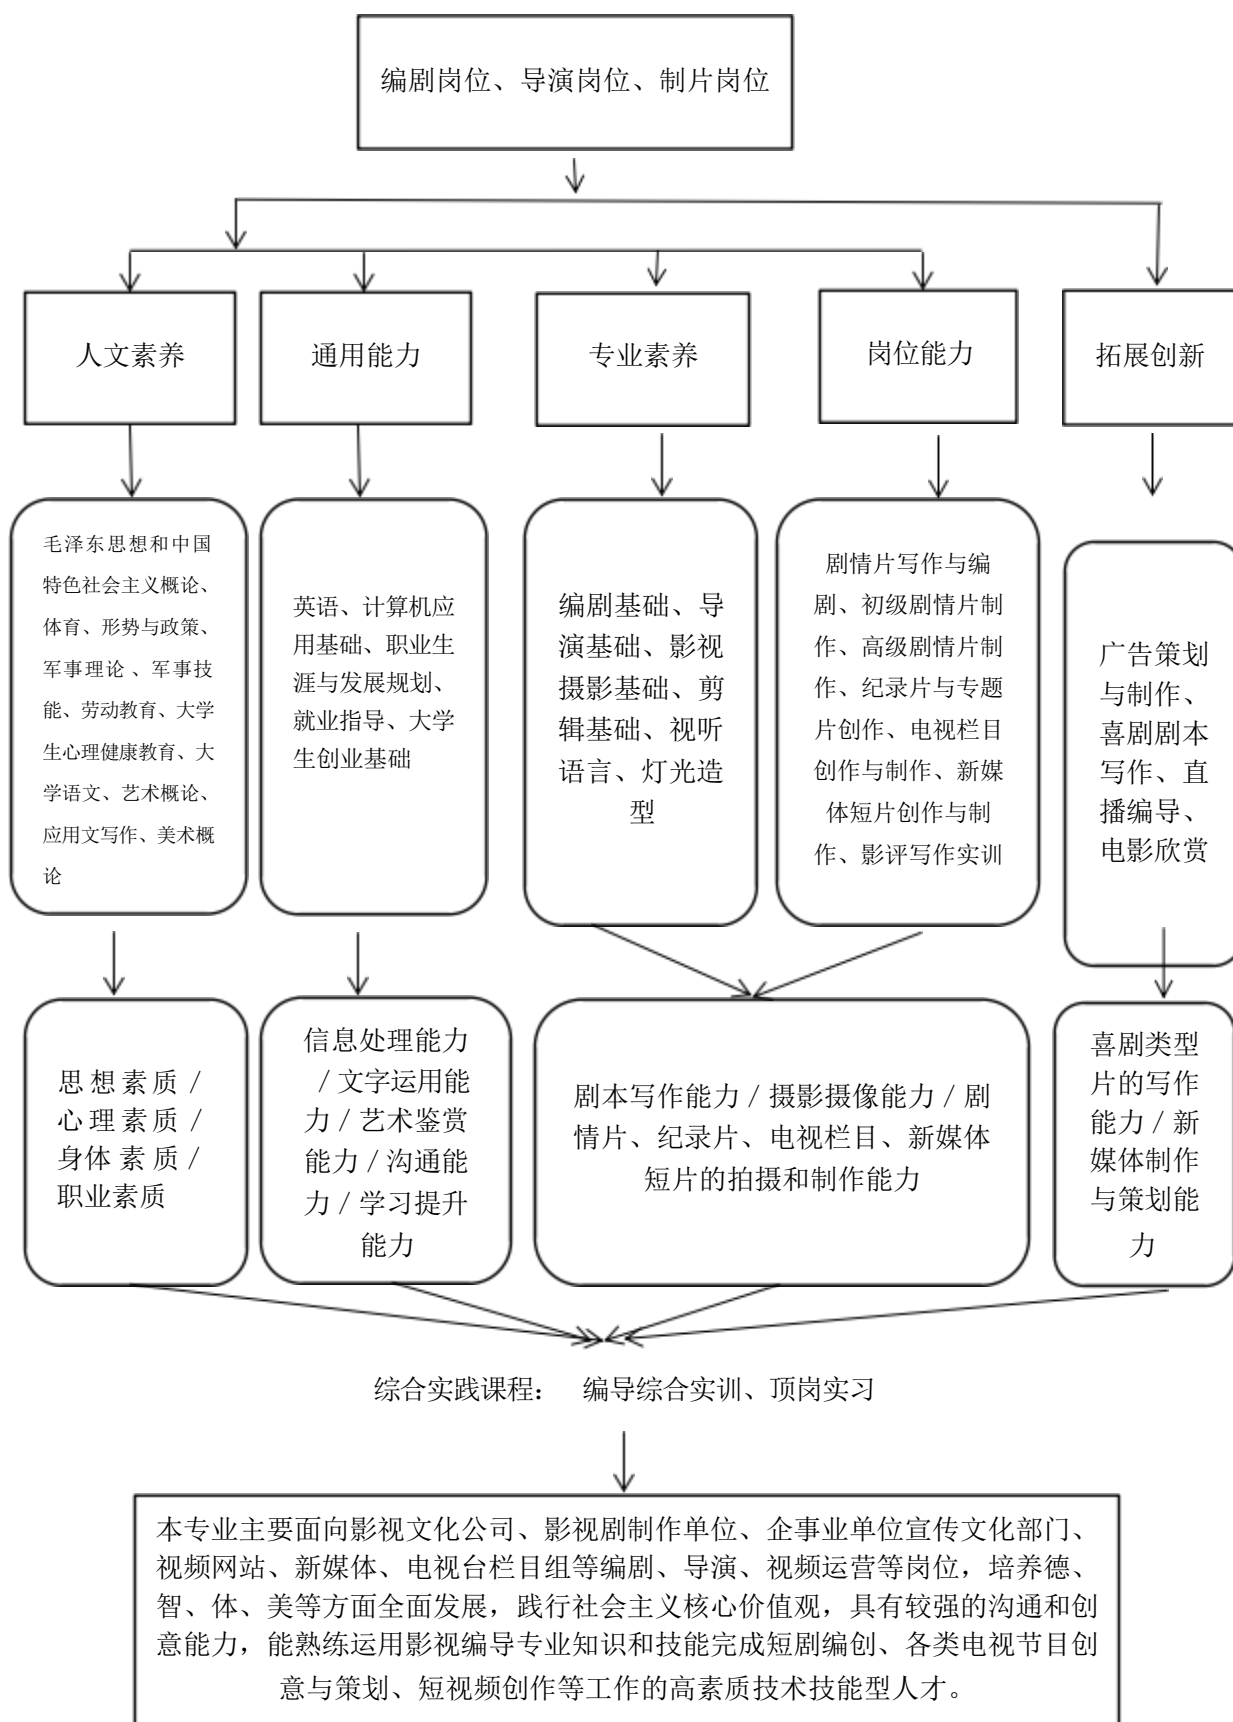 编剧岗位、导演岗位、制片岗位
人文素养
通用能力
专业素养
岗位能力
拓展创新
毛泽东思想和中国
特色社会主义概论、
体育、形势与政策、
军事理论 、军事技
能、劳动教育、大学
生心理健康教育、大
学语文、艺术概论、
应用文写作、美术概
论
英语、计算机应
用基础、职业生
涯与发展规划、
就业指导、大学
生创业基础
编剧基础、导
演基础、影视
摄影基础、剪
辑基础、视听
语言、灯光造
型
剧情片写作与编
剧、初级剧情片制
作、高级剧情片制
作、纪录片与专题
片创作、电视栏目
创作与制作、新媒
体短片创作与制
作、影评写作实训
广告策划
与制作、
喜剧剧本
写作、直
播编导、
电影欣赏
思想素质/
心理素质/
身体 素质/
职业素质
信息处理能力
/文字运用能
力/艺术鉴赏
能力/沟通能
力/学习提升
能力
剧本写作能力/摄影摄像能力/剧
情片、纪录片、电视栏目、新媒体
短片的拍摄和制作能力
喜剧类型
片的写作
能力/新
媒体制作
与策划能
力
综合实践课程： 编导综合实训、顶岗实习
本专业主要面向影视文化公司、影视剧制作单位、企事业单位宣传文化部门、
视频网站、新媒体、电视台栏目组等编剧、导演、视频运营等岗位，培养德、
智、体、美等方面全面发展，践行社会主义核心价值观，具有较强的沟通和创
意能力，能熟练运用影视编导专业知识和技能完成短剧编创、各类电视节目创
意与策划、短视频创作等工作的高素质技术技能型人才。